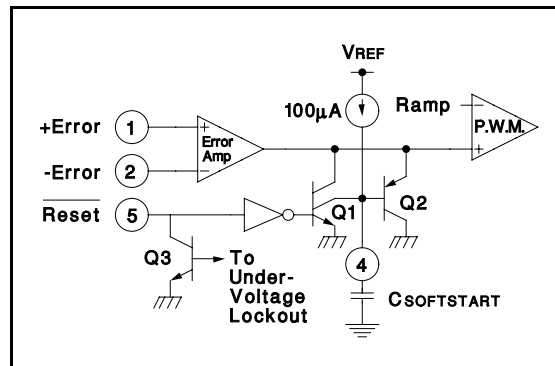 VREF
100µA
Ramp
P.W.M.
+Error
1
+
Error
Amp
-Error
2
−
−
+
Reset
5
Q1
Q2
Q3
To
Under-
Voltage
Lockout
4
CSOFTSTART